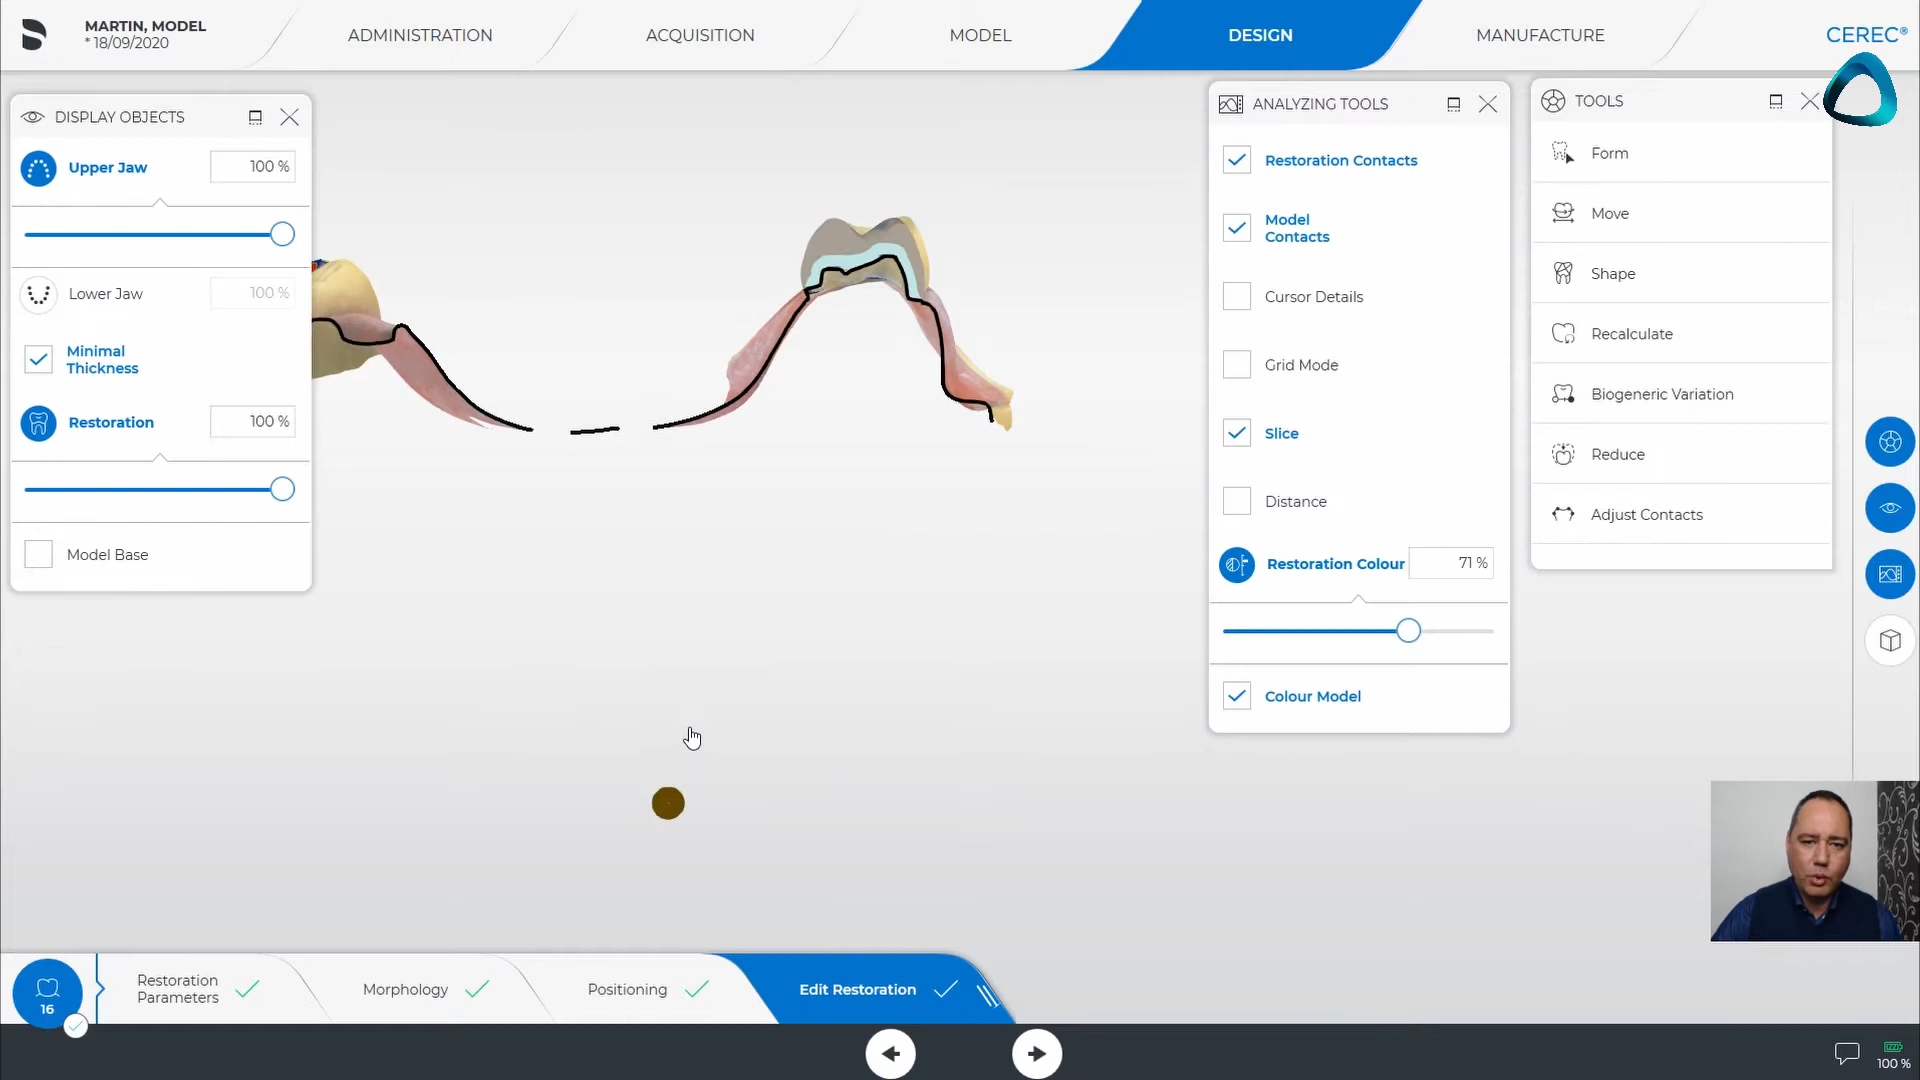 MARTIN, MODEL
* 18/09/2020
ADMINISTRATION
ACQUISITION
MODEL
DESIGN
MANUFACTURE
CEREC®
DISPLAY OBJECTS
Upper Jaw
100 %
Lower Jaw
100 %
Minimal
Thickness
Restoration
100 %
Model Base
ANALYZING TOOLS
Restoration Contacts
Model
Contacts
Cursor Details
Grid Mode
Slice
Distance
Restoration Colour
71 %
Colour Model
TOOLS
Form
Move
Shape
Recalculate
Biogeneric Variation
Reduce
Adjust Contacts
16
Restoration
Parameters
Morphology
Positioning
Edit Restoration
100 %